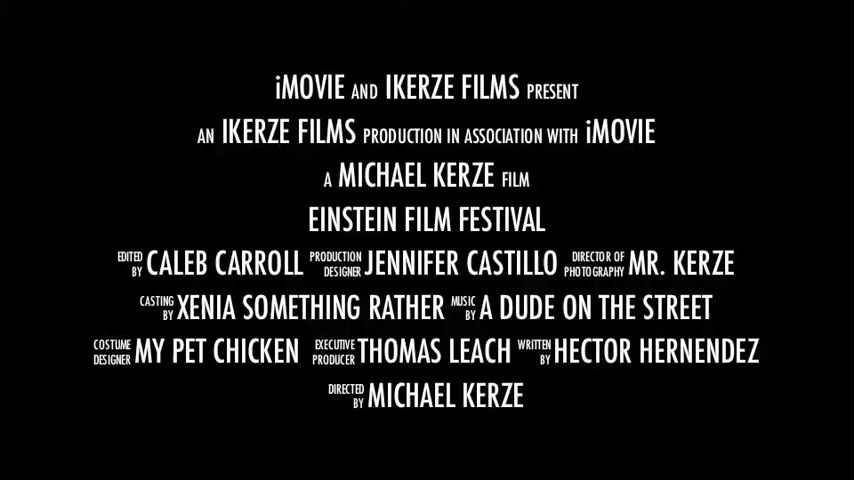 iMOVIE AND IKERZE FILMS PRESENT
AN IKERZE FILMS PRODUCTION IN ASSOCIATION WITH iMOVIE
A MICHAEL KERZE FILM
EINSTEIN FILM FESTIVAL
EDITED BY CALEB CARROLL PRODUCTION DESIGNER JENNIFER CASTILLO DIRECTOR OF PHOTOGRAPHY MR. KERZE
CASTING BY XENIA SOMETHING RATHER MUSIC BY A DUDE ON THE STREET
COSTUME DESIGNER MY PET CHICKEN EXECUTIVE PRODUCER THOMAS LEACH WRITTEN BY HECTOR HERNENDEZ
DIRECTED BY MICHAEL KERZE